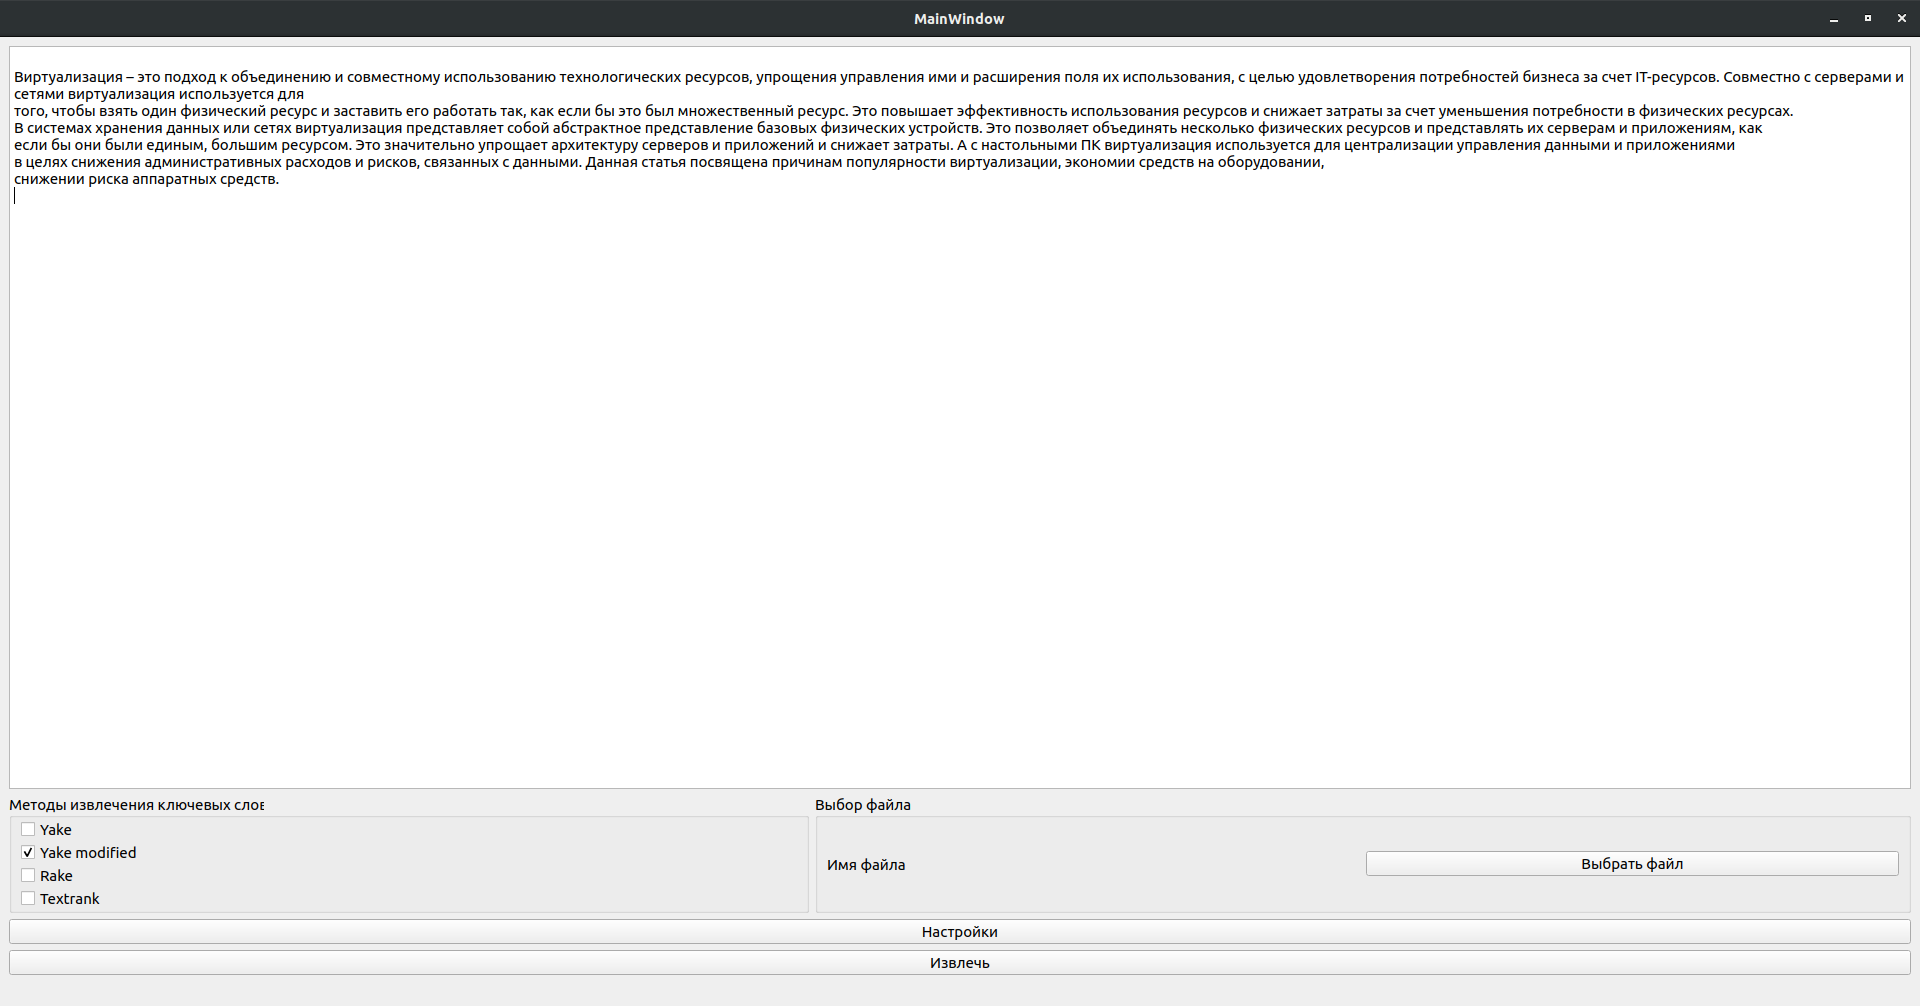 MainWindow
Виртуализация – это подход к объединению и совместному использованию технологических ресурсов, упрощения управления ими и расширения поля их использования, с целью удовлетворения потребностей бизнеса за счет IT-ресурсов. Совместно с серверами и
сетями виртуализация используется для
того, чтобы взять один физический ресурс и заставить его работать так, как если бы это был множественный ресурс. Это повышает эффективность использования ресурсов и снижает затраты за счет уменьшения потребности в физических ресурсах.
В системах хранения данных или сетях виртуализация представляет собой абстрактное представление базовых физических устройств. Это позволяет объединять несколько физических ресурсов и представлять их серверам и приложениям, как
если бы они были единым, большим ресурсом. Это значительно упрощает архитектуру серверов и приложений и снижает затраты. А с настольными ПК виртуализация используется для централизации управления данными и приложениями
в целях снижения административных расходов и рисков, связанных с данными. Данная статья посвящена причинам популярности виртуализации, экономии средств на оборудовании,
снижении риска аппаратных средств.
Методы извлечения ключевых слов
Yake
Yake modified
Rake
Textrank
Выбор файла
Имя файла
Выбрать файл
Настройки
Извлечь